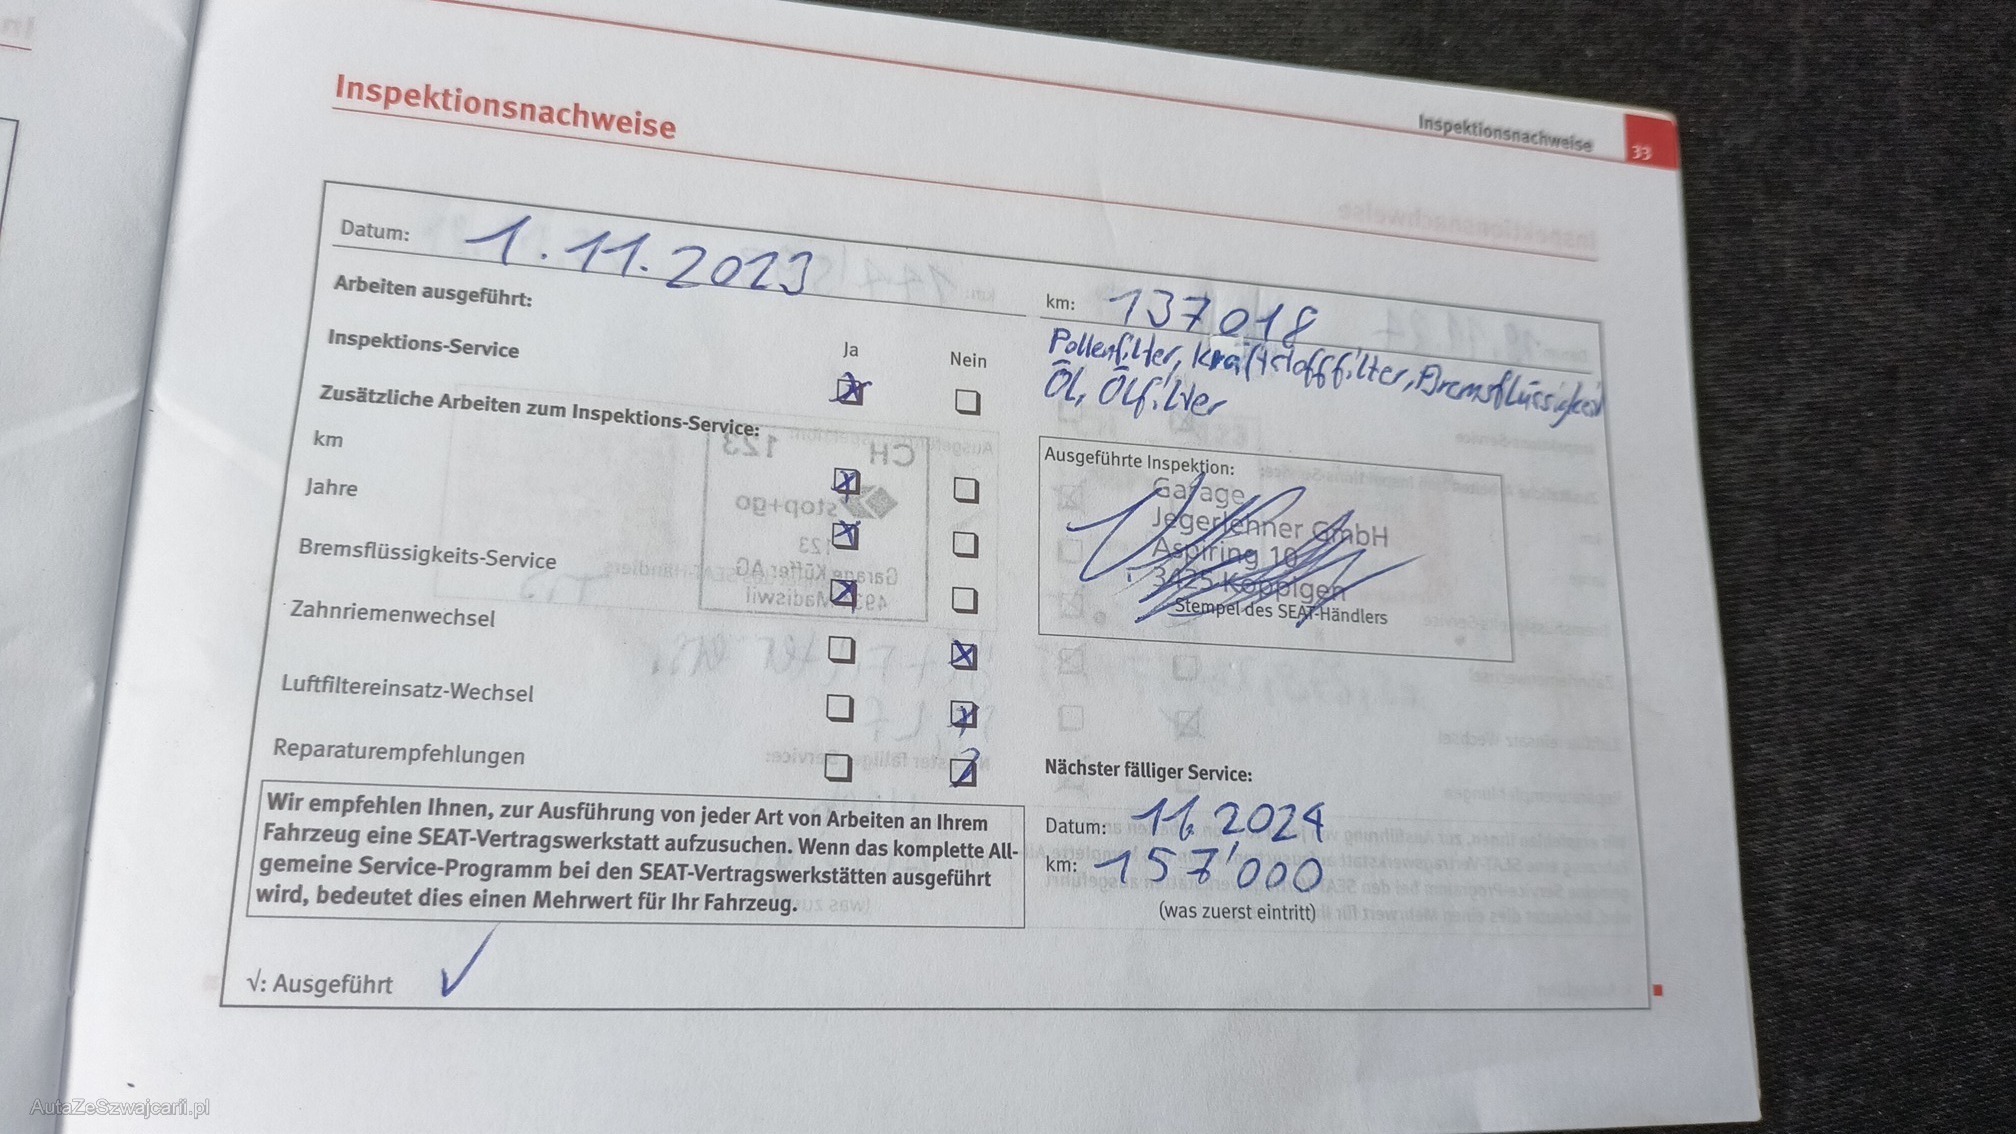 Inspektionsnachweise
33
Inspektionsnachweise
Datum: 1.11.2023
km: 137018
Arbeiten ausgeführt:
Pollenfilter, Kraftstofffilter, Bremsflüssigkeit
Öl, Ölfilter
Ja
Nein
Inspektions-Service
Zusätzliche Arbeiten zum Inspektions-Service:
km
Jahre
Bremsflüssigkeits-Service
Zahnriemenwechsel
Luftfiltereinsatz-Wechsel
Reparaturempfehlungen
Ausgeführte Inspektion:
Garage
Jegerlehner GmbH
Aspiring 10
3425 Koppigen
Stempel des SEAT-Händlers
Nächster fälliger Service:
Datum: 11.2024
km: 157'000
(was zuerst eintritt)
Wir empfehlen Ihnen, zur Ausführung von jeder Art von Arbeiten an Ihrem
Fahrzeug eine SEAT-Vertragswerkstatt aufzusuchen. Wenn das komplette All-
gemeine Service-Programm bei den SEAT-Vertragswerkstätten ausgeführt
wird, bedeutet dies einen Mehrwert für Ihr Fahrzeug.
√: Ausgeführt ✓
AutaZeSzwajcarii.pl